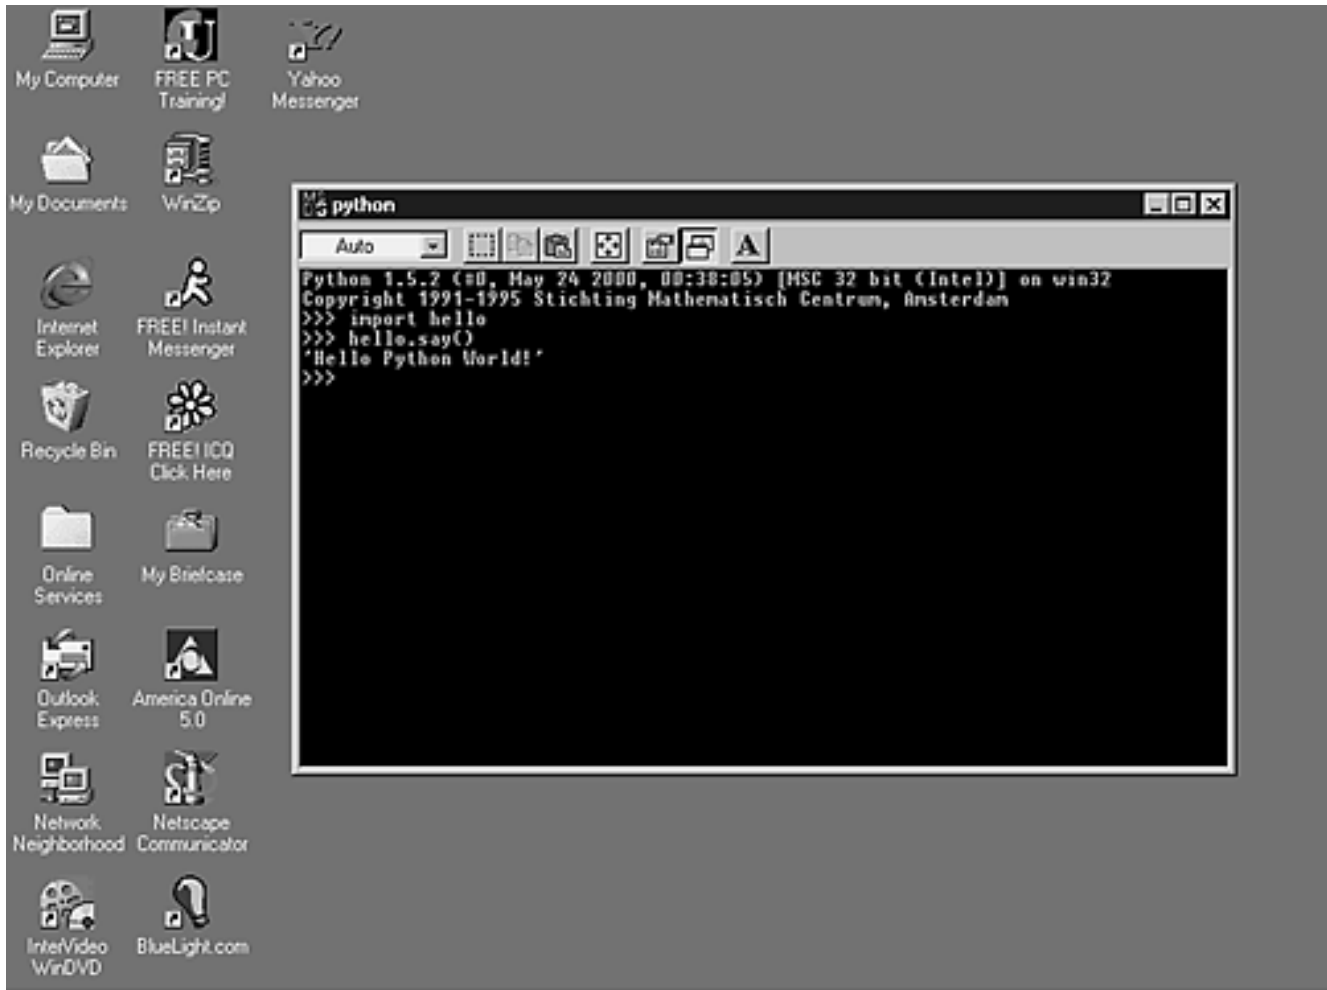 My Computer
FREE PC
Training!
Yahoo
Messenger
My Documents
WinZip
Internet
Explorer
FREE! Instant
Messenger
Recycle Bin
FREE! ICQ
Click Here
Online
Services
My Briefcase
Outlook
Express
America Online
5.0
Network
Neighborhood
Netscape
Communicator
InterVideo
WinDVD
BlueLight.com
python
Auto
A
Python 1.5.2 (#0, May 24 2000, 00:38:05) [MSC 32 bit (Intel)] on win32
Copyright 1991-1995 Stichting Mathematisch Centrum, Amsterdam
>>> import hello
>>> hello.say()
'Hello Python World!'
>>>